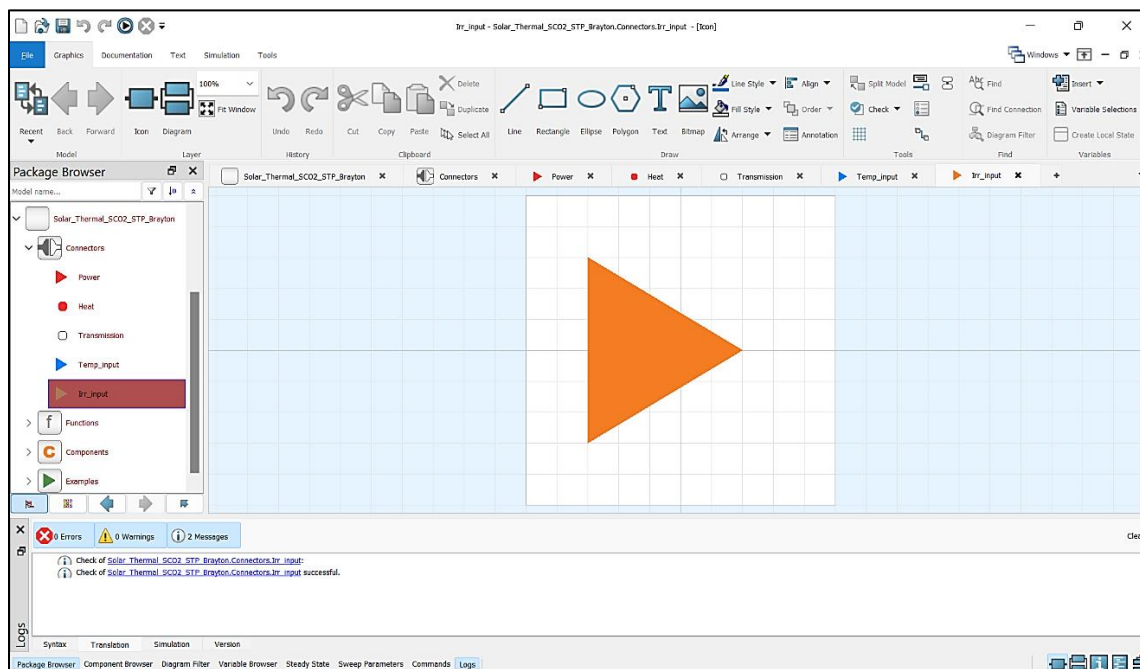 Irr_input - Solar_Thermal_SCO2_STP_Brayton.Connectors.Irr_input - [Icon]
File Graphics Documentation Text Simulation Tools Windows
100%
Fit Window
Recent Back Forward Icon Diagram Undo Redo Cut Copy Paste
Delete
Duplicate
Select All
Line Rectangle Ellipse Polygon Text Bitmap
Line Style Align
Fill Style Order
Arrange Annotation
Split Model
Check
Find
Find Connection
Diagram Filter
Insert
Variable Selections
Create Local State
Model Layer History Clipboard Draw Tools Find Variables
Package Browser
Solar_Thermal_SCO2_STP_Brayton Connectors Power Heat Transmission Temp_input Irr_input +
Model name...
Solar_Thermal_SCO2_STP_Brayton
Connectors
Power
Heat
Transmission
Temp_input
Irr_input
f Functions
C Components
Examples
0 Errors 0 Warnings 2 Messages Clea
Check of Solar_Thermal_SCO2_STP_Brayton.Connectors.Irr_input:
Check of Solar_Thermal_SCO2_STP_Brayton.Connectors.Irr_input successful.
Logs
Syntax Translation Simulation Version
Package Browser Component Browser Diagram Filter Variable Browser Steady State Sweep Parameters Commands Logs